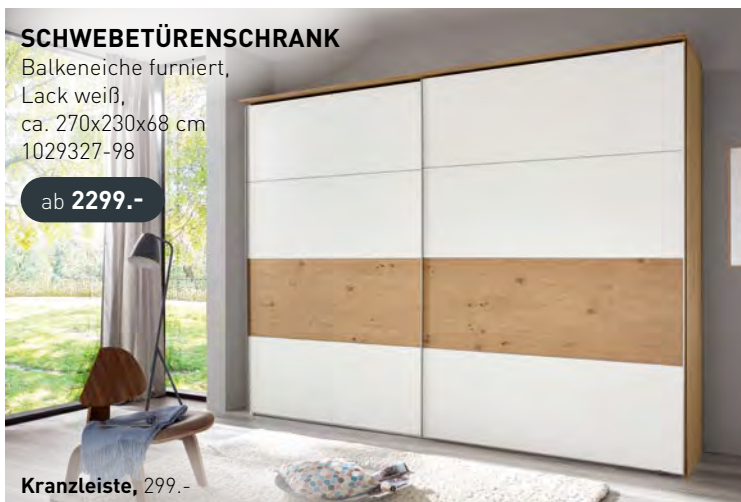 SCHWEBETÜRENSCHRANK
Balkeneiche furniert,
Lack weiß,
ca. 270x230x68 cm
1029327-98
ab 2299.-
Kranzleiste, 299.-